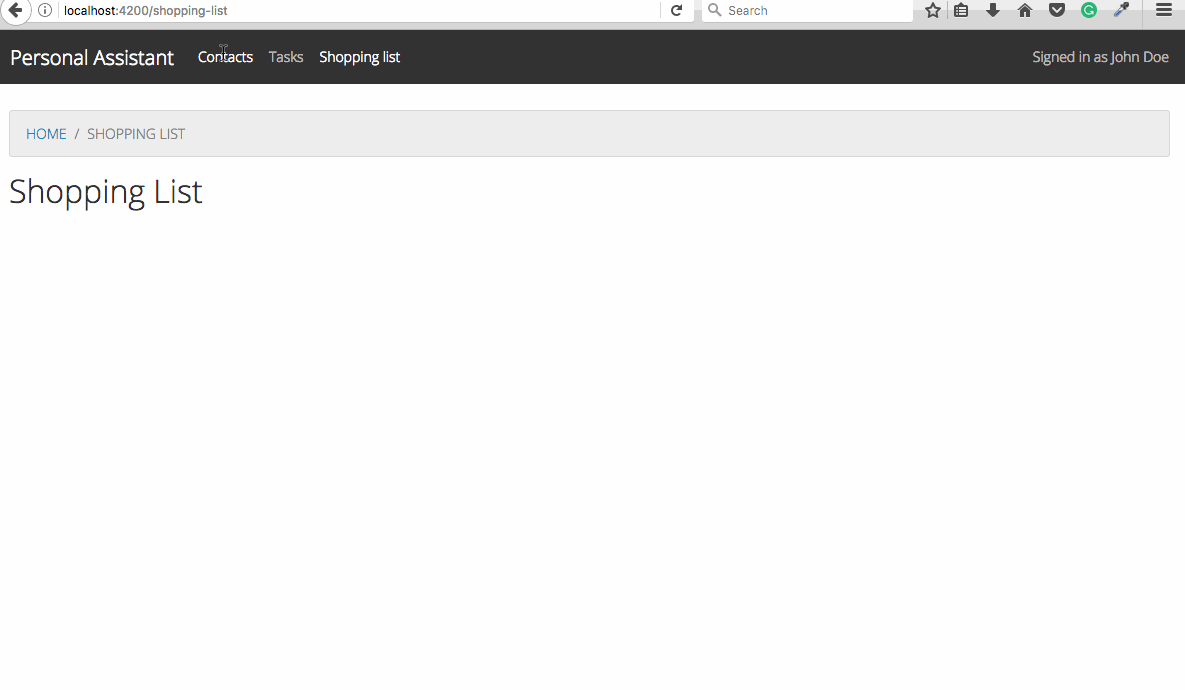 localhost:4200/shopping-list Search
Personal Assistant Contacts Tasks Shopping list Signed in as John Doe
HOME / SHOPPING LIST
Shopping List